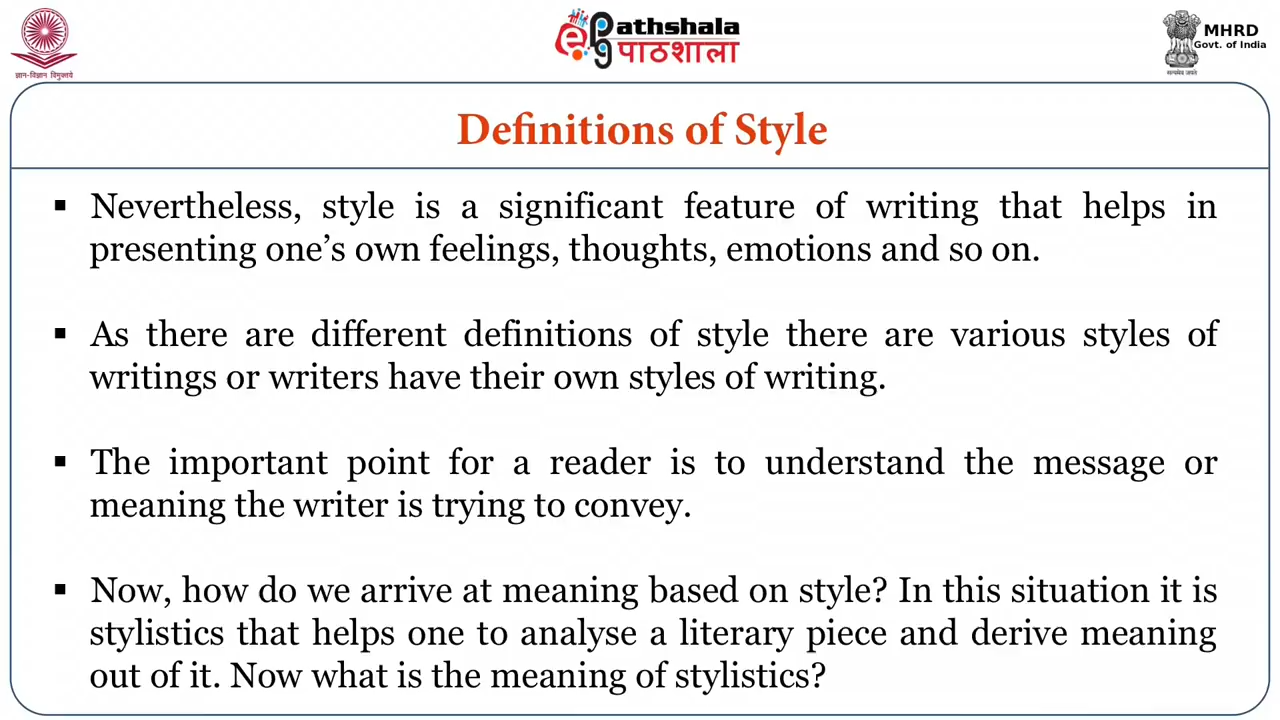 ज्ञान-विज्ञान विमुक्तये
ePathshala
पाठशाला
MHRD
Govt. of India
सत्यमेव जयते
Definitions of Style
▪ Nevertheless, style is a significant feature of writing that helps in
presenting one’s own feelings, thoughts, emotions and so on.
▪ As there are different definitions of style there are various styles of
writings or writers have their own styles of writing.
▪ The important point for a reader is to understand the message or
meaning the writer is trying to convey.
▪ Now, how do we arrive at meaning based on style? In this situation it is
stylistics that helps one to analyse a literary piece and derive meaning
out of it. Now what is the meaning of stylistics?